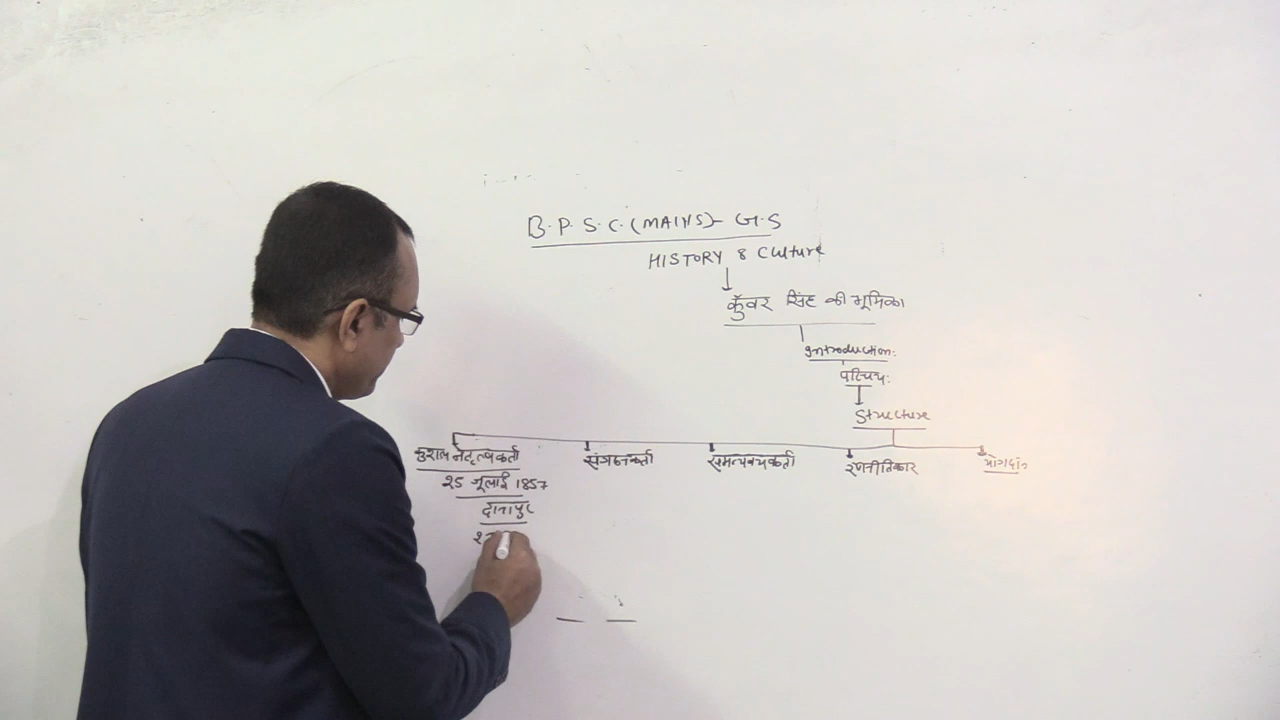 B.P.S.C.(MAINS)- G.S
HISTORY & Culture
कुँवर सिंह की भूमिका
Introduction:
परिचय:
Structure
कुशल नेतृत्वकर्ता संगठनकर्ता समन्वयकर्ता रणनीतिकार योगदान
25 जूलाई 1857
दानापुर